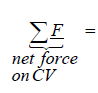 ∑F =
net force
on CV